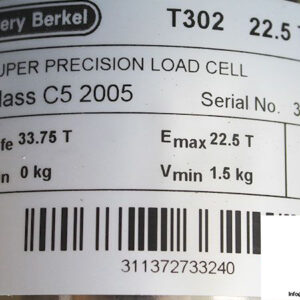 ery Berkel T302 22.5
UPER PRECISION LOAD CELL
lass C5 2005 Serial No. 3
fe 33.75 T Emax 22.5 T
n 0 kg Vmin 1.5 kg
311372733240